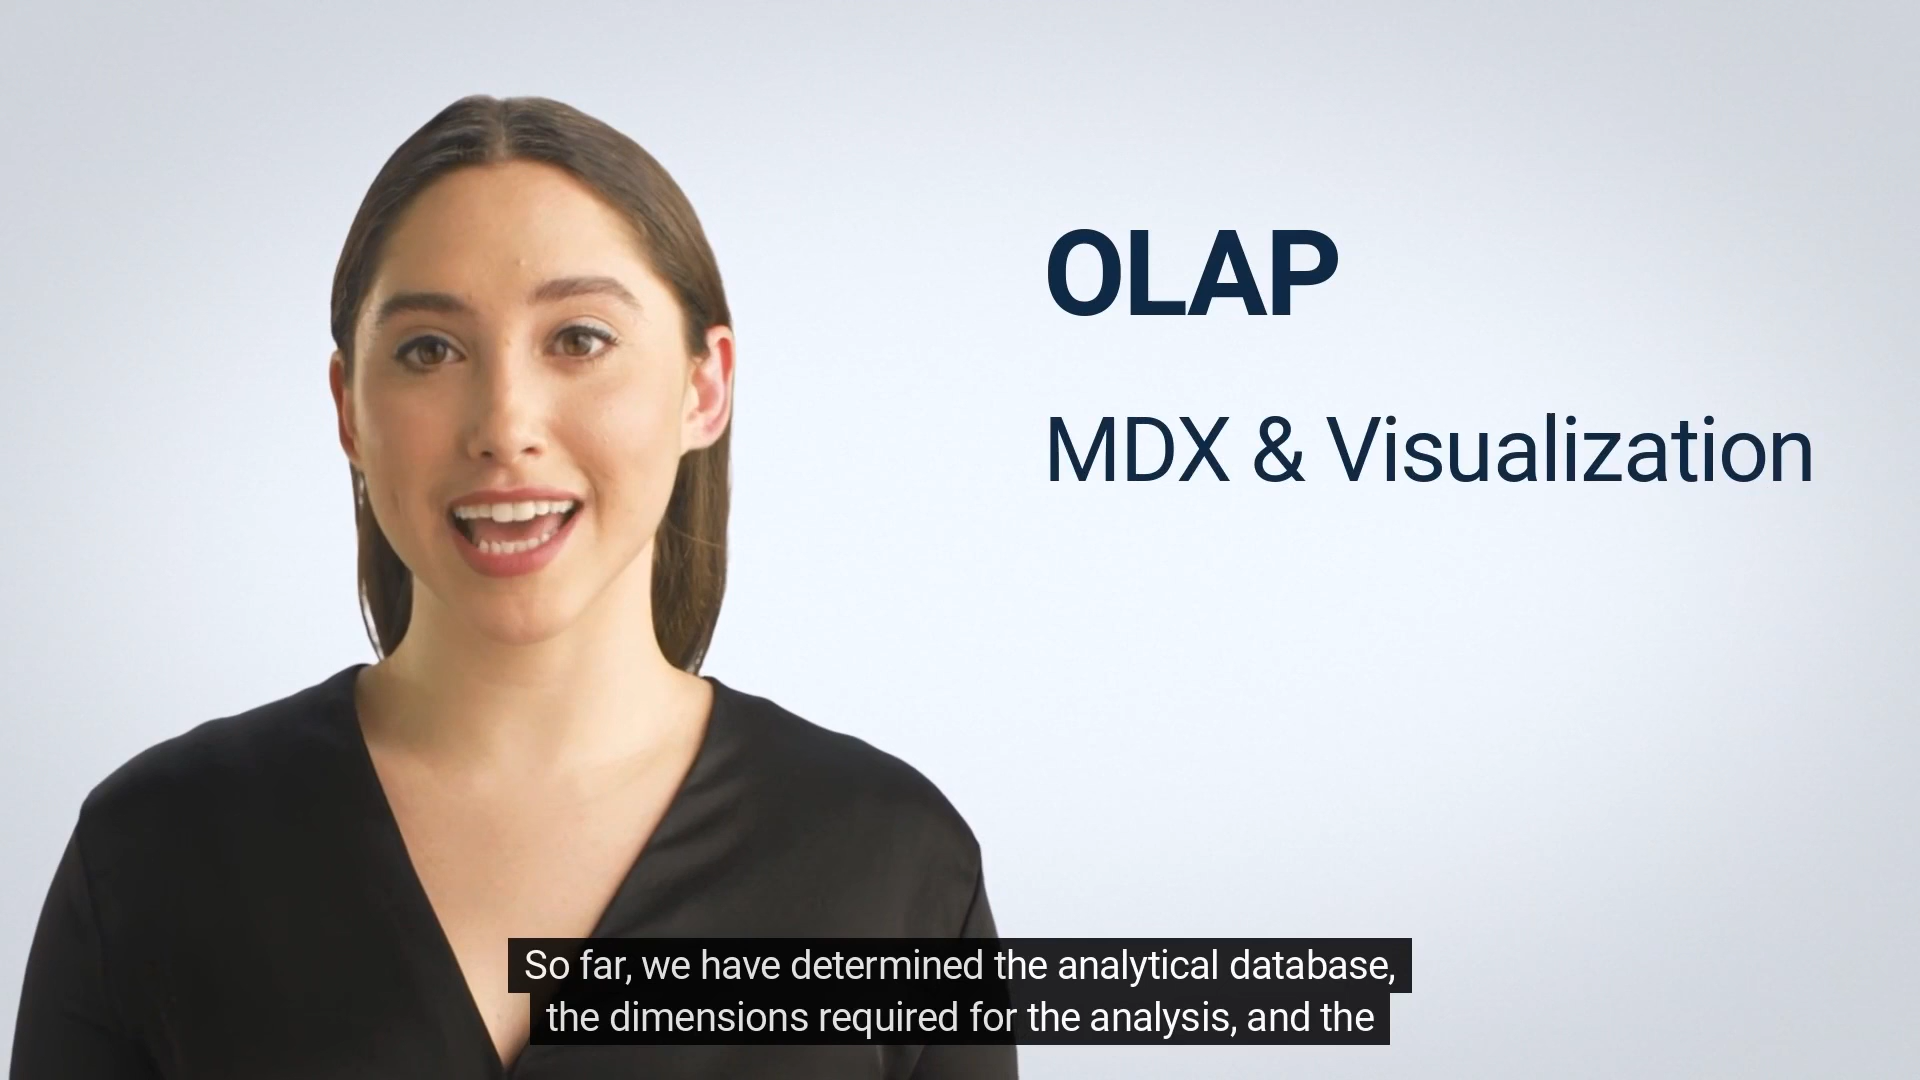 OLAP
MDX & Visualization
So far, we have determined the analytical database,
the dimensions required for the analysis, and the